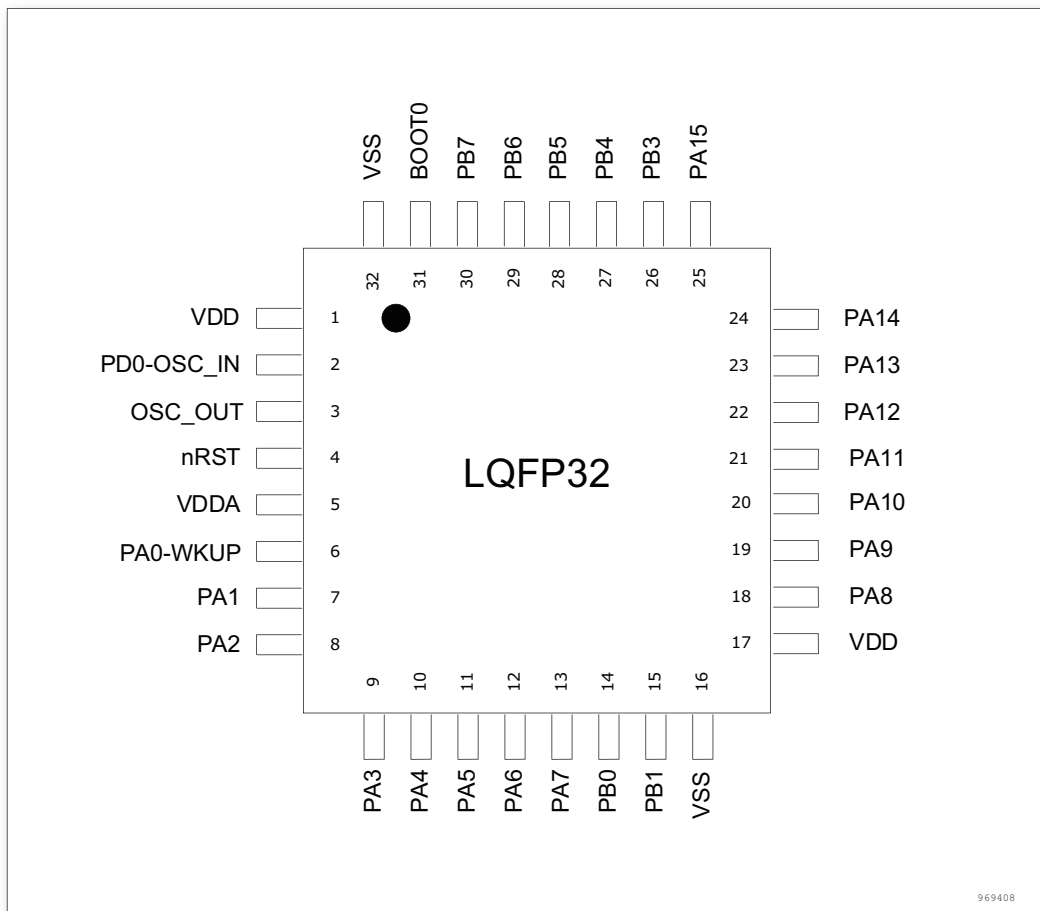 VSS
BOOT0
PB7
PB6
PB5
PB4
PB3
PA15
32
31
30
29
28
27
26
25
VDD 1 24 PA14
PD0-OSC_IN 2 23 PA13
OSC_OUT 3 22 PA12
nRST 4 21 PA11
LQFP32
VDDA 5 20 PA10
PA0-WKUP 6 19 PA9
PA1 7 18 PA8
PA2 8 17 VDD
9
10
11
12
13
14
15
16
PA3
PA4
PA5
PA6
PA7
PB0
PB1
VSS
969408